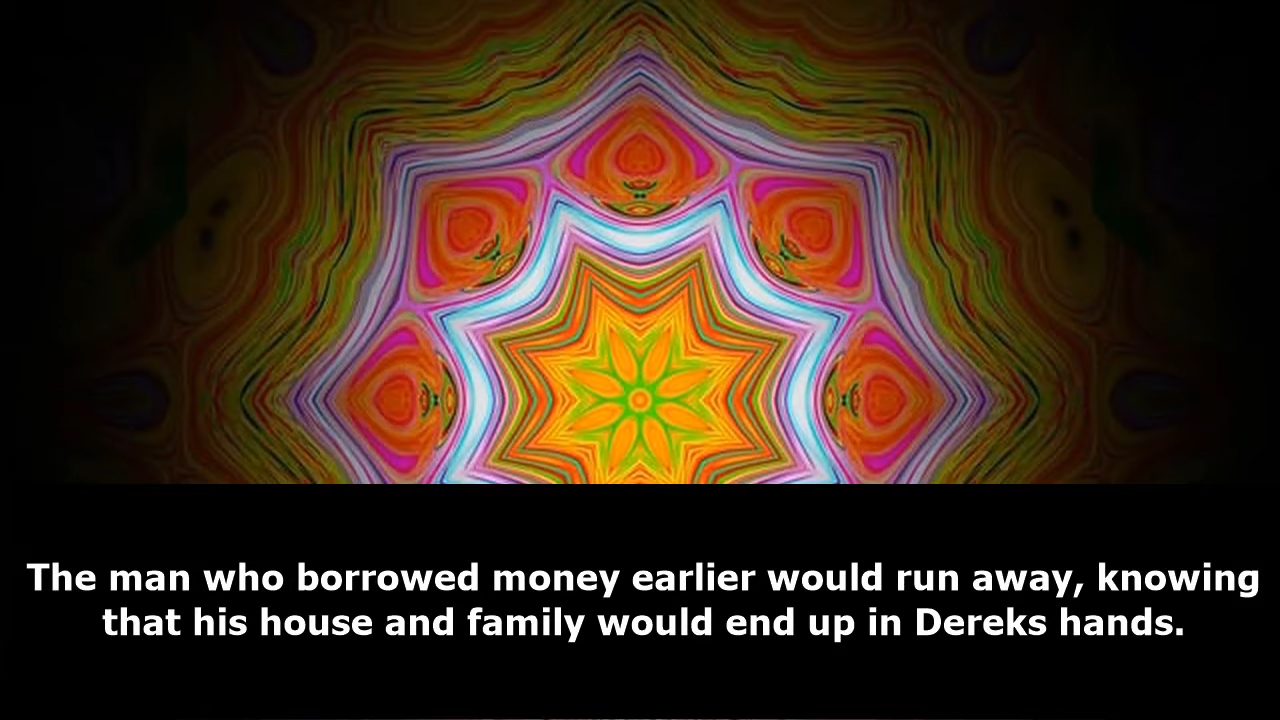 The man who borrowed money earlier would run away, knowing
that his house and family would end up in Dereks hands.